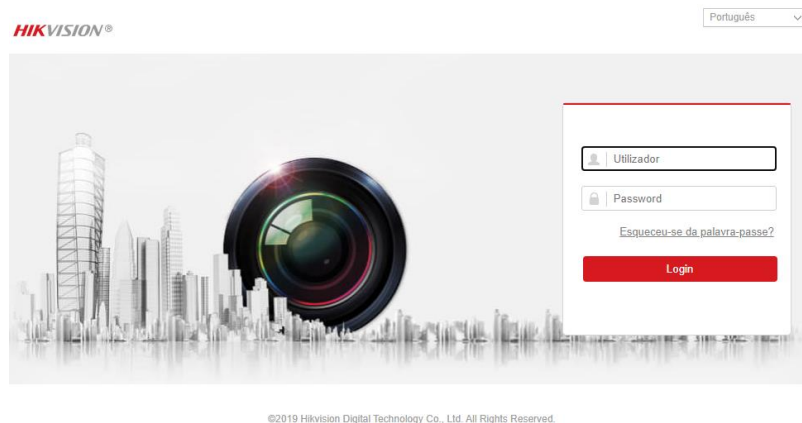 Português
HIKVISION®
Utilizador
Password
Esqueceu-se da palavra-passe?
Login
©2019 Hikvision Digital Technology Co., Ltd. All Rights Reserved.